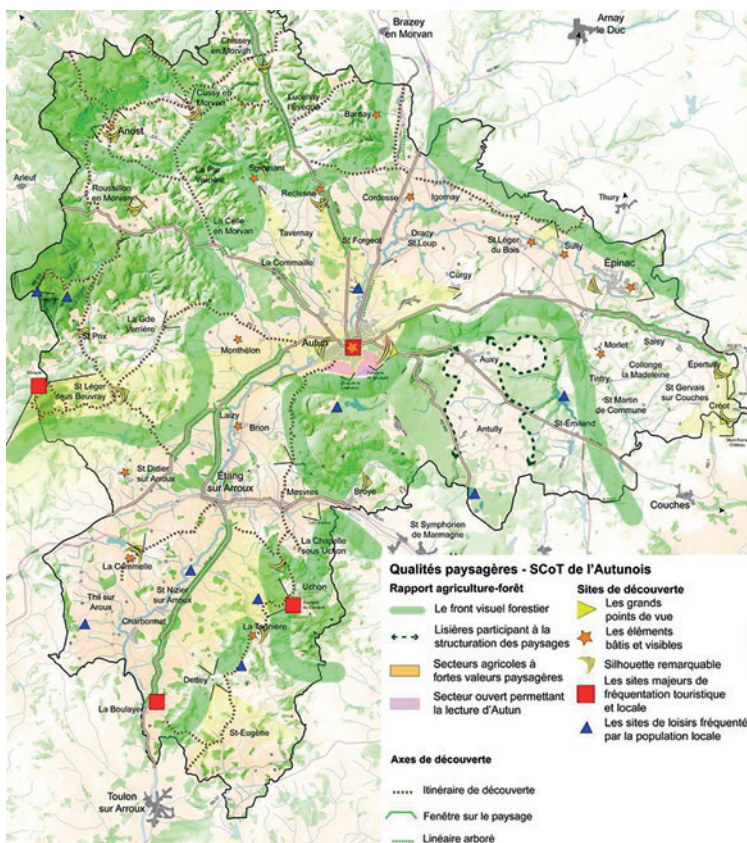 Brazey
en Morvan
Arnay
le Duc
Chissey
en Morvan
Cussy en
Morvan
Lucenay
l'Evêque
Barnay
Anost
Arleuf
Roussillon
en Morvan
La Pte
Verrière
Sommant
Reclesne
Cordesse
Igornay
Thury
La Celle
en Morvan
Tavernay
St Forgeot
Dracy
St Loup
St Léger
du Bois
Sully
Épinac
La Commaille
Curgy
St Prix
La Gde
Verrière
Monthélon
Autun
Auxy
Morlet
Saisy
Collonge
la Madeleine
Epertully
Tintry
St Gervais
sur Couches
Créot
St Martin
de Commune
St-Emiland
St Léger
sous Beuvray
Laizy
Brion
Antully
St Didier
sur Arroux
Étang
sur Arroux
Mesvres
Broye
Couches
St Symphorien
de Marmagne
La Chapelle
sous Uchon
La Comelle
Uchon
Thil sur
Arroux
St Nizier
sur Arroux
Charbonnat
La Tagnière
Dettey
La Boulaye
St-Eugène
Toulon
sur Arroux
Qualités paysagères - SCoT de l'Autunois
Rapport agriculture-forêt
Le front visuel forestier
Lisières participant à la
structuration des paysages
Secteurs agricoles à
fortes valeurs paysagères
Secteur ouvert permettant
la lecture d'Autun
Axes de découverte
Itinéraire de découverte
Fenêtre sur le paysage
Linéaire arboré
Sites de découverte
Les grands
points de vue
Les éléments
bâtis et visibles
Silhouette remarquable
Les sites majeurs de
fréquentation touristique
et locale
Les sites de loisirs fréquenté
par la population locale